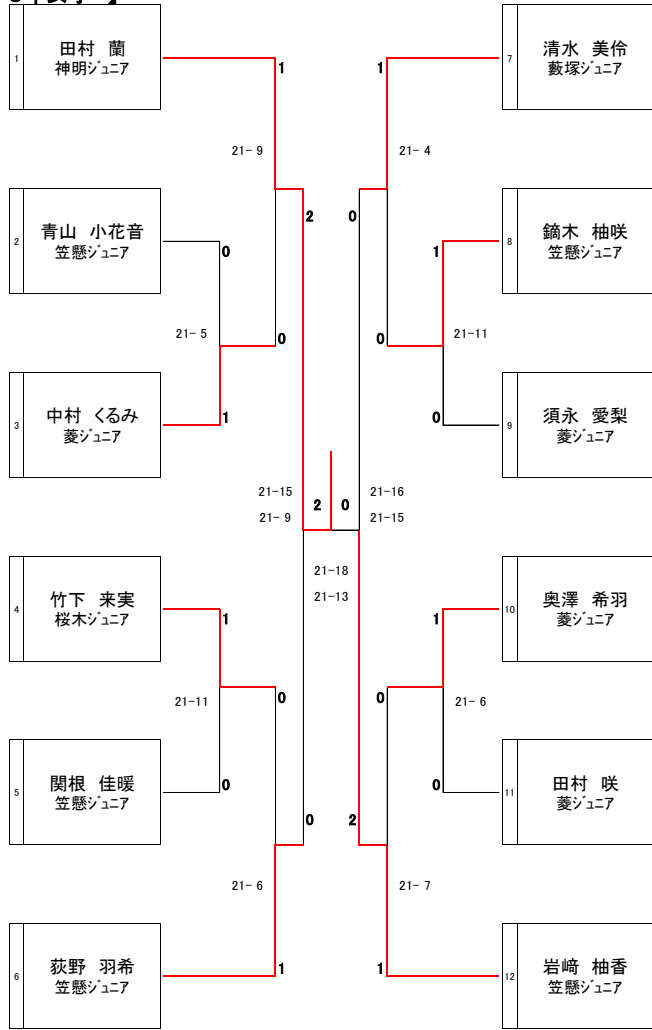 1
田村 蘭
神明ジュニア
2
青山 小花音
笠懸ジュニア
3
中村 くるみ
菱ジュニア
4
竹下 来実
桜木ジュニア
5
関根 佳暖
笠懸ジュニア
6
荻野 羽希
笠懸ジュニア
1
21- 9
2
0
21- 5
0
1
21-15
21- 9
2
0
21-16
21-15
21-18
21-13
1
21-11
0
0
0
2
21- 6
1
1
21- 4
0
1
0
21-11
0
1
0
21- 6
0
21- 7
1
7
清水 美伶
藪塚ジュニア
8
鏑木 柚咲
笠懸ジュニア
9
須永 愛梨
菱ジュニア
10
奥澤 希羽
菱ジュニア
11
田村 咲
菱ジュニア
12
岩﨑 柚香
笠懸ジュニア